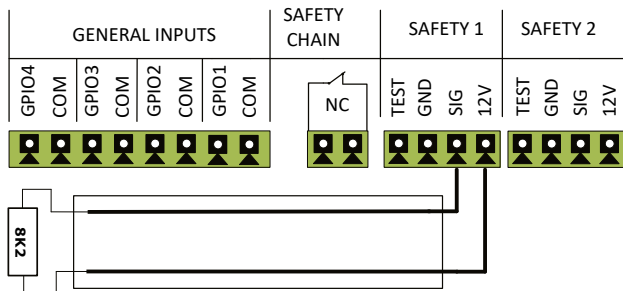 GENERAL INPUTS
SAFETY
CHAIN
SAFETY 1
SAFETY 2
GPIO4
COM
GPIO3
COM
GPIO2
COM
GPIO1
COM
NC
TEST
GND
SIG
12V
TEST
GND
SIG
12V
8K2